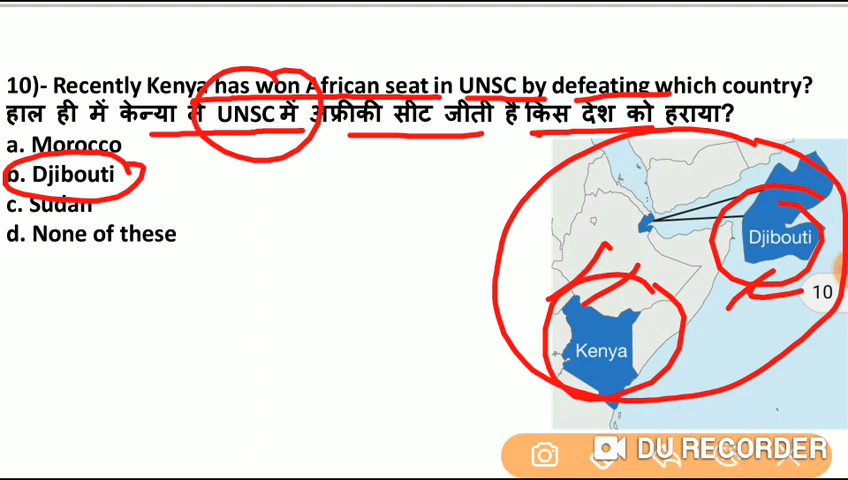 10)- Recently Kenya has won African seat in UNSC by defeating which country?
हाल ही में केन्या ने UNSC में अफ्रीकी सीट जीती है किस देश को हराया?
a. Morocco
b. Djibouti
c. Sudan
d. None of these
Djibouti
10
Kenya
DU RECORDER